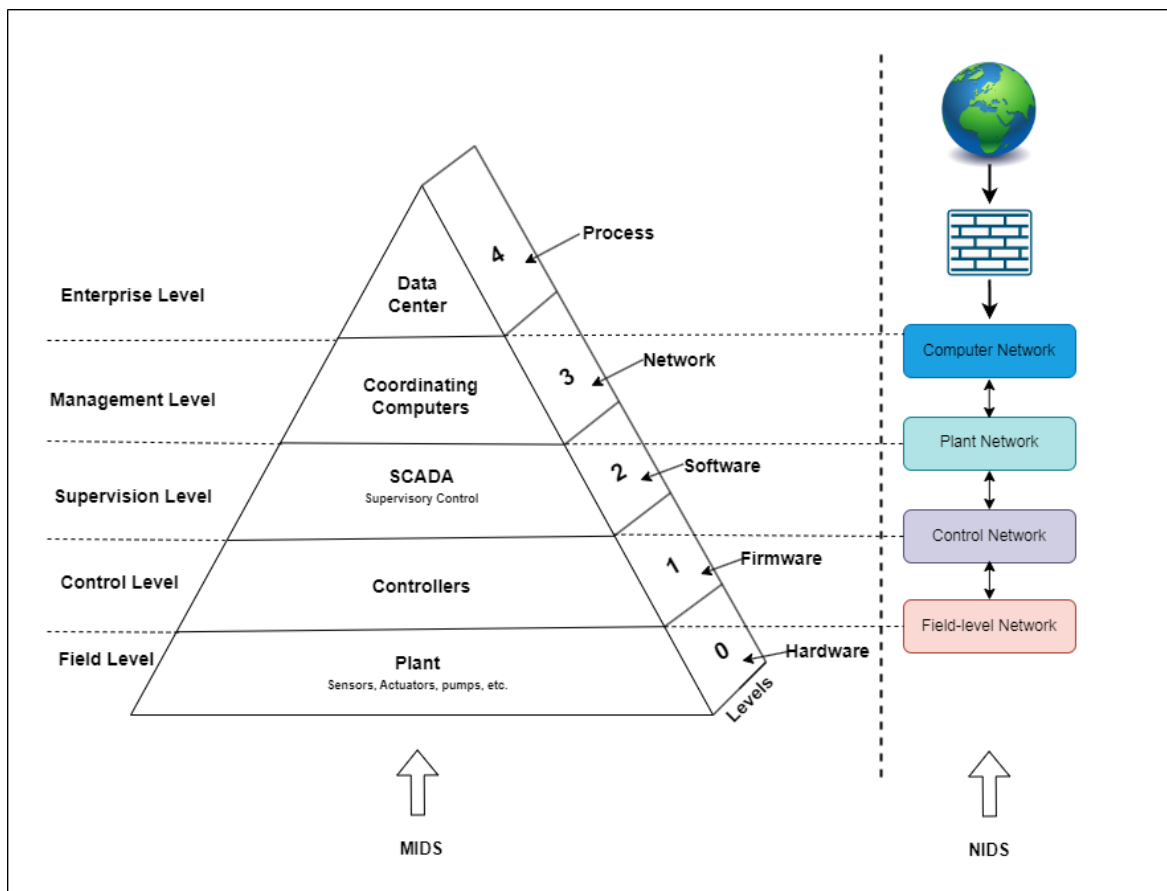 Enterprise Level
Data
Center
4
Process
Management Level
Coordinating
Computers
3
Network
Supervision Level
SCADA
Supervisory Control
2
Software
Control Level
Controllers
1
Firmware
Field Level
Plant
Sensors, Actuators, pumps, etc.
0
Hardware
Levels
MIDS
Computer Network
Plant Network
Control Network
Field-level Network
NIDS